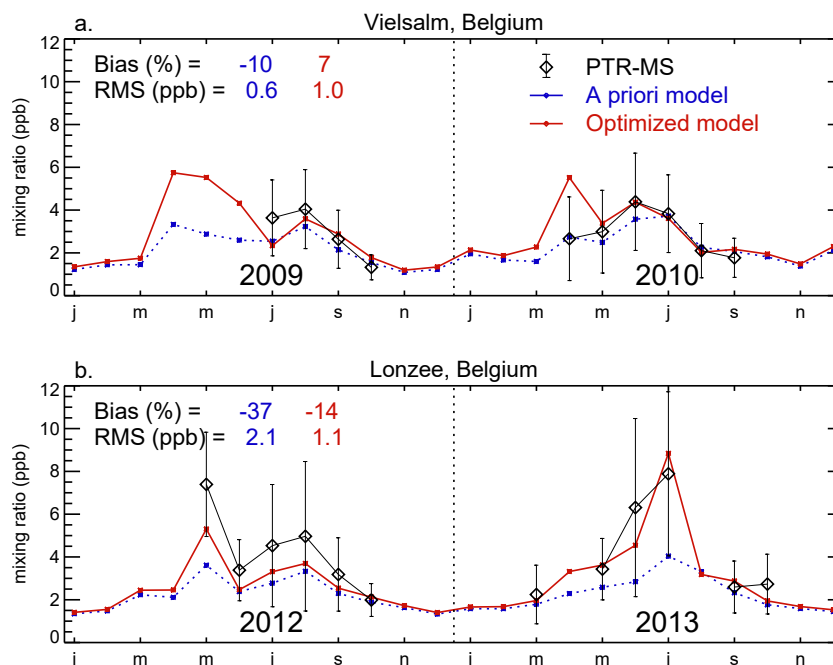 a.
Vielsalm, Belgium
12
10
8
6
4
2
0
mixing ratio (ppb)
Bias (%) = -10 7
RMS (ppb) = 0.6 1.0
PTR-MS
A priori model
Optimized model
2009 2010
j m m j s n j m m j s n
b.
Lonzee, Belgium
12
10
8
6
4
2
0
mixing ratio (ppb)
Bias (%) = -37 -14
RMS (ppb) = 2.1 1.1
2012 2013
j m m j s n j m m j s n